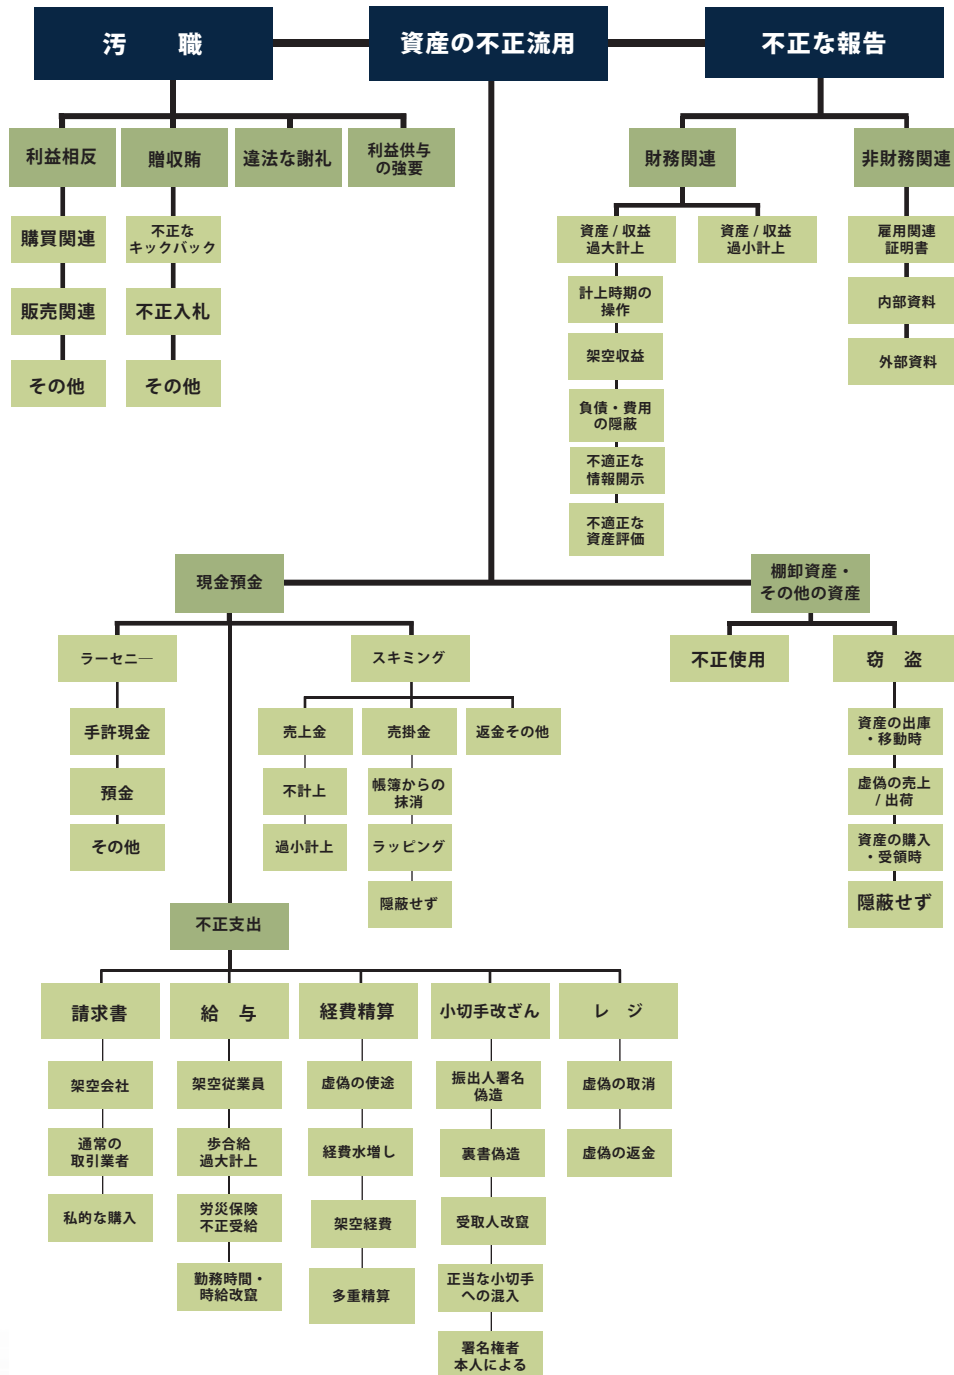 汚　職
資産の不正流用
不正な報告
利益相反
贈収賄
違法な謝礼
利益供与
の強要
財務関連
非財務関連
購買関連
販売関連
その他
不正な
キックバック
不正入札
その他
資産 / 収益
過大計上
資産 / 収益
過小計上
計上時期の
操作
架空収益
負債・費用
の隠蔽
不適正な
情報開示
不適正な
資産評価
雇用関連
証明書
内部資料
外部資料
現金預金
棚卸資産・
その他の資産
ラーセニ―
スキミング
不正使用
窃　盗
手許現金
預金
その他
売上金
売掛金
返金その他
不計上
過小計上
帳簿からの
抹消
ラッピング
隠蔽せず
資産の出庫
・移動時
虚偽の売上
/ 出荷
資産の購入
・受領時
隠蔽せず
不正支出
請求書
給　与
経費精算
小切手改ざん
レ　ジ
架空会社
通常の
取引業者
私的な購入
架空従業員
歩合給
過大計上
労災保険
不正受給
勤務時間・
時給改竄
虚偽の使途
経費水増し
架空経費
多重精算
振出人署名
偽造
裏書偽造
受取人改竄
正当な小切手
への混入
署名権者
本人による
虚偽の取消
虚偽の返金